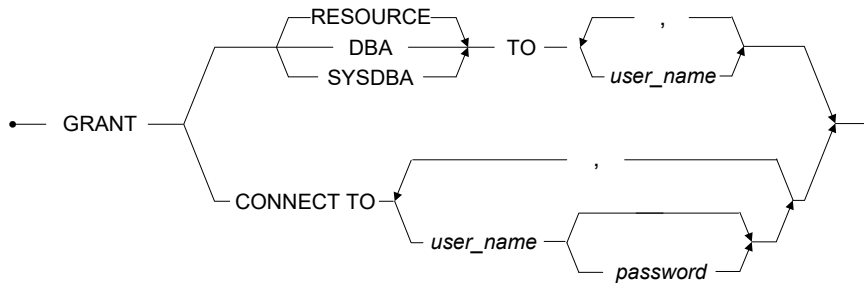 RESOURCE
DBA
SYSDBA
TO
,
user_name
GRANT
CONNECT TO
,
user_name
password